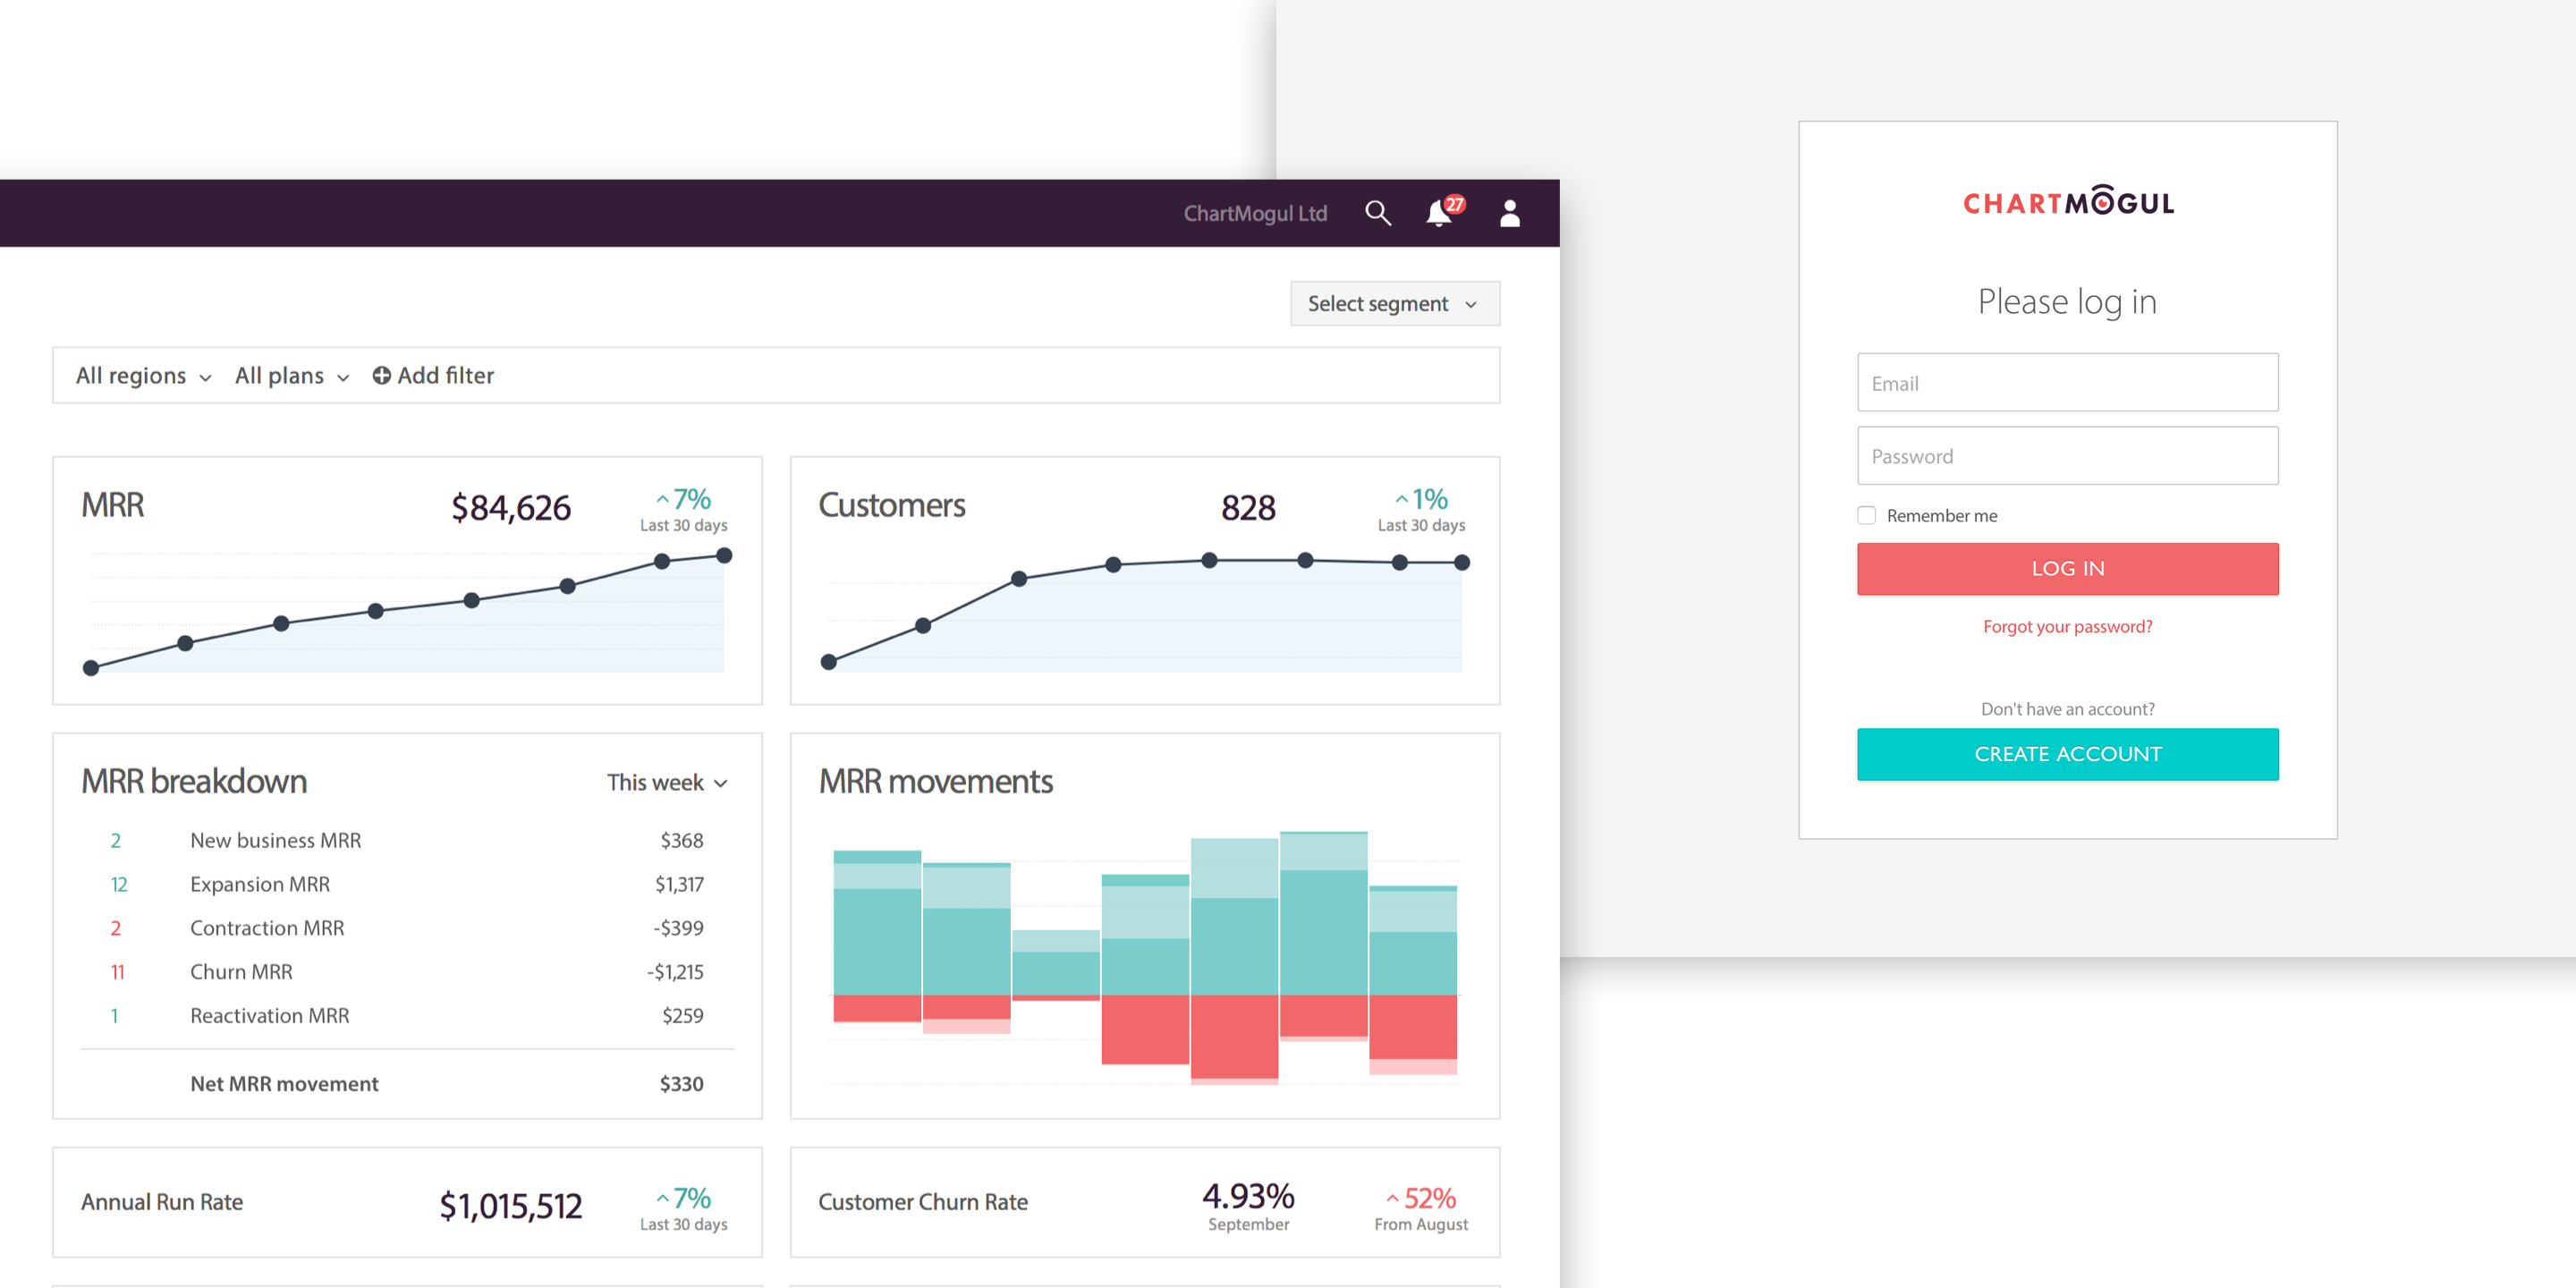 ChartMogul Ltd
27
Select segment
All regions
All plans
Add filter
MRR
$84,626
7%
Last 30 days
Customers
828
1%
Last 30 days
MRR breakdown
This week
2 New business MRR $368
12 Expansion MRR $1,317
2 Contraction MRR -$399
11 Churn MRR -$1,215
1 Reactivation MRR $259
Net MRR movement $330
MRR movements
Annual Run Rate
$1,015,512
7%
Last 30 days
Customer Churn Rate
4.93%
September
52%
From August
CHARTMOGUL
Please log in
Email
Password
Remember me
LOG IN
Forgot your password?
Don't have an account?
CREATE ACCOUNT